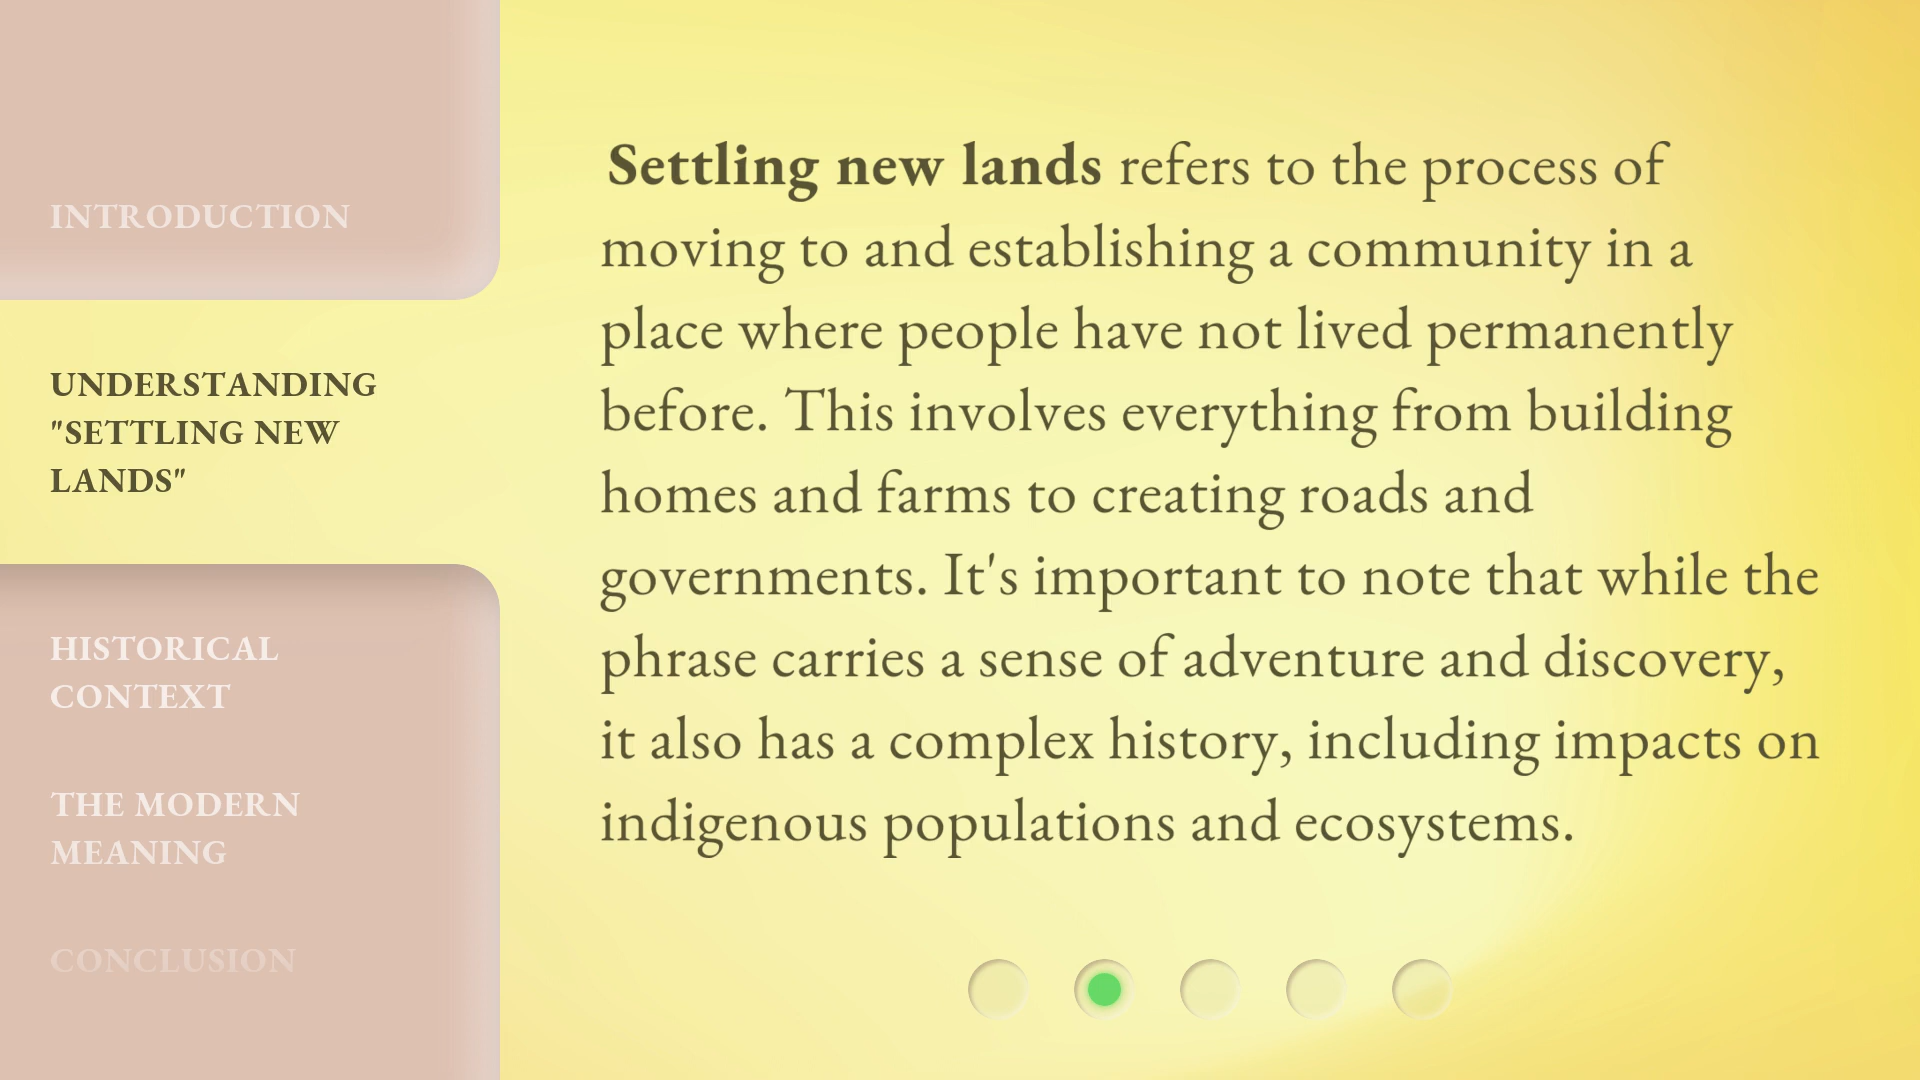 INTRODUCTION
UNDERSTANDING
"SETTLING NEW
LANDS"
HISTORICAL
CONTEXT
THE MODERN
MEANING
CONCLUSION
Settling new lands refers to the process of
moving to and establishing a community in a
place where people have not lived permanently
before. This involves everything from building
homes and farms to creating roads and
governments. It's important to note that while the
phrase carries a sense of adventure and discovery,
it also has a complex history, including impacts on
indigenous populations and ecosystems.